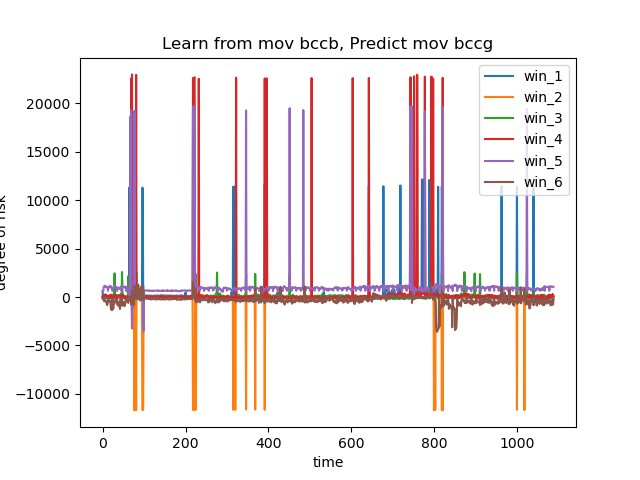 Learn from mov bccb, Predict mov bccg
degree of risk
20000
15000
10000
5000
0
−5000
−10000
win_1
win_2
win_3
win_4
win_5
win_6
0 200 400 600 800 1000
time